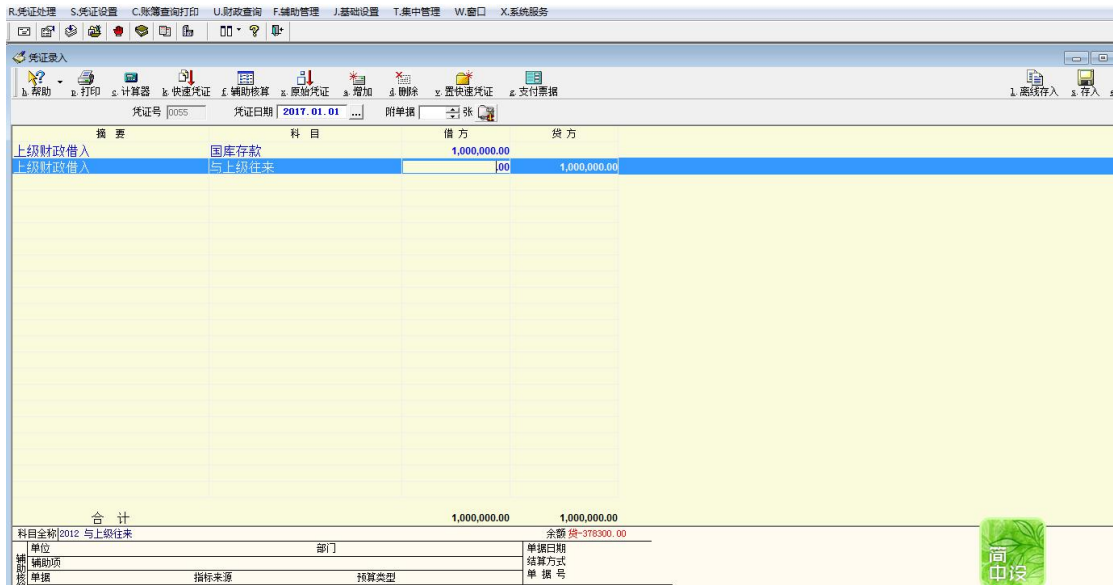 R.凭证处理 S.凭证设置 C.账簿查询打印 U.财政查询 F.辅助管理 J.基础设置 T.集中管理 W.窗口 X.系统服务
凭证录入
h.帮助 p.打印 c.计算器 k.快速凭证 f.辅助核算 z.原始凭证 a.增加 d.删除 y.置快速凭证 g.支付票据 l.离线存入 s.存入
凭证号 0055 凭证日期 2017.01.01 ... 附单据 张
摘 要 科 目 借 方 贷 方
上级财政借入 国库存款 1,000,000.00
上级财政借入 与上级往来 .00 1,000,000.00
合 计 1,000,000.00 1,000,000.00
科目全称 2012 与上级往来 余额 贷-378300.00
辅助核
单位 部门 单据日期
辅助项 结算方式
单据 指标来源 预算类型 单 据 号
简
中 设